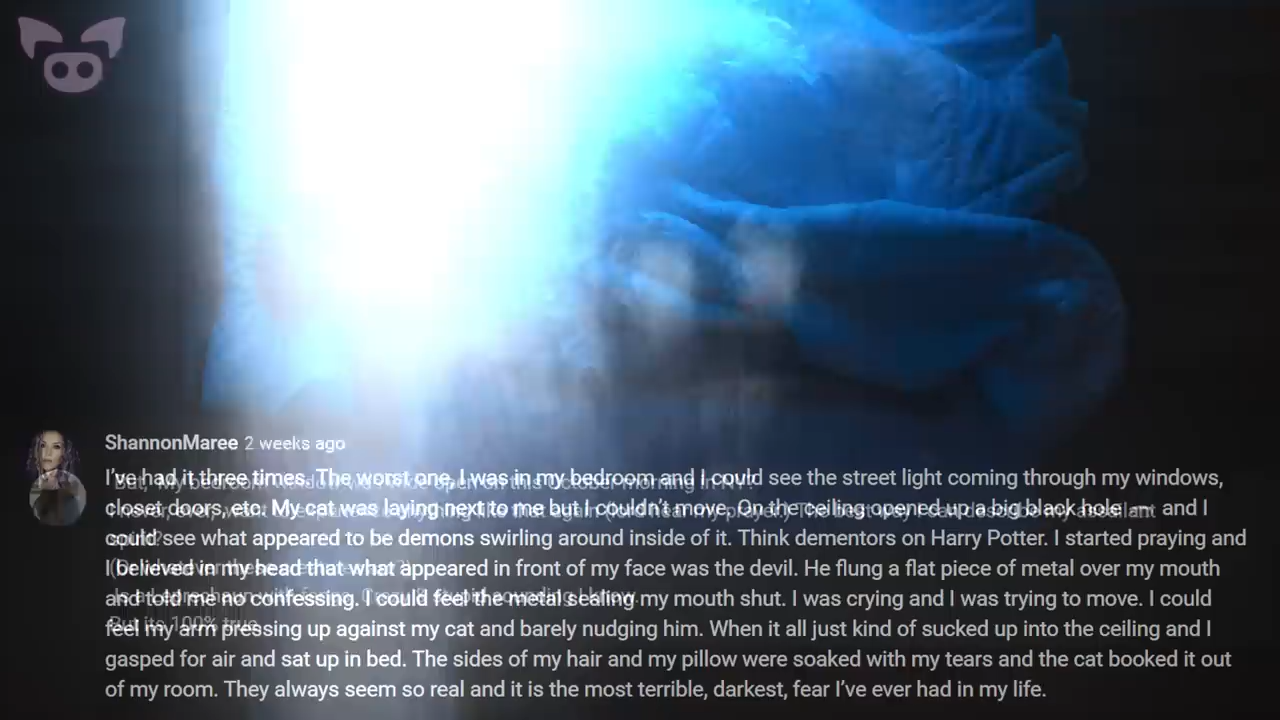 ShannonMaree 2 weeks ago
I've had it three times. The worst one, I was in my bedroom and I could see the street light coming through my windows,
closet, doors, etc. My cat was laying next to me but I couldn't move. On the ceiling opened up a big black hole — and I
could see what appeared to be demons swirling around inside of it. Think dementors on Harry Potter. I started praying and
I believed in my head that what appeared in front of my face was the devil. He flung a flat piece of metal over my mouth
and told me no confessing. I could feel the metal sealing my mouth shut. I was crying and I was trying to move. I could
feel my arm pressing up against my cat and barely nudging him. When it all just kind of sucked up into the ceiling and I
gasped for air and sat up in bed. The sides of my hair and my pillow were soaked with my tears and the cat booked it out
of my room. They always seem so real and it is the most terrible, darkest, fear I've ever had in my life.
But its 100% true